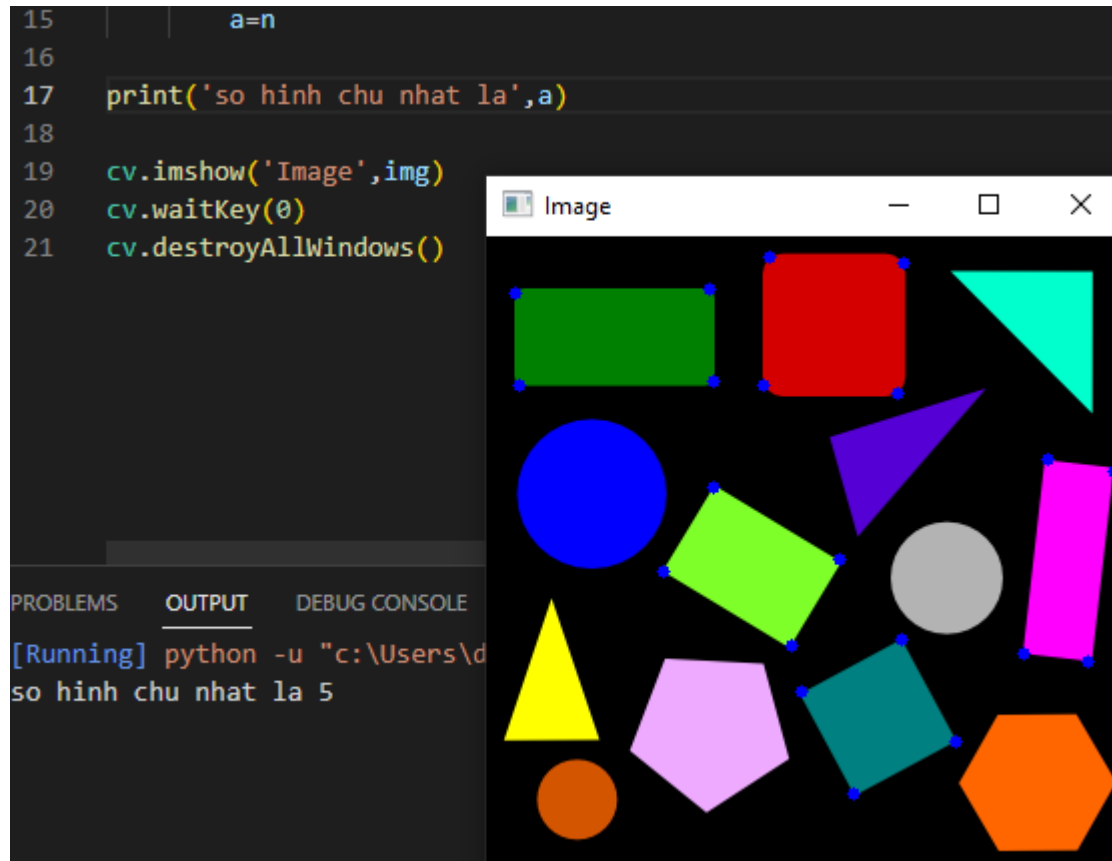 15 a=n
16
17 print('so hinh chu nhat la',a)
18
19 cv.imshow('Image',img)
20 cv.waitKey(0)
21 cv.destroyAllWindows()
Image
PROBLEMS OUTPUT DEBUG CONSOLE
[Running] python -u "c:\Users\d
so hinh chu nhat la 5